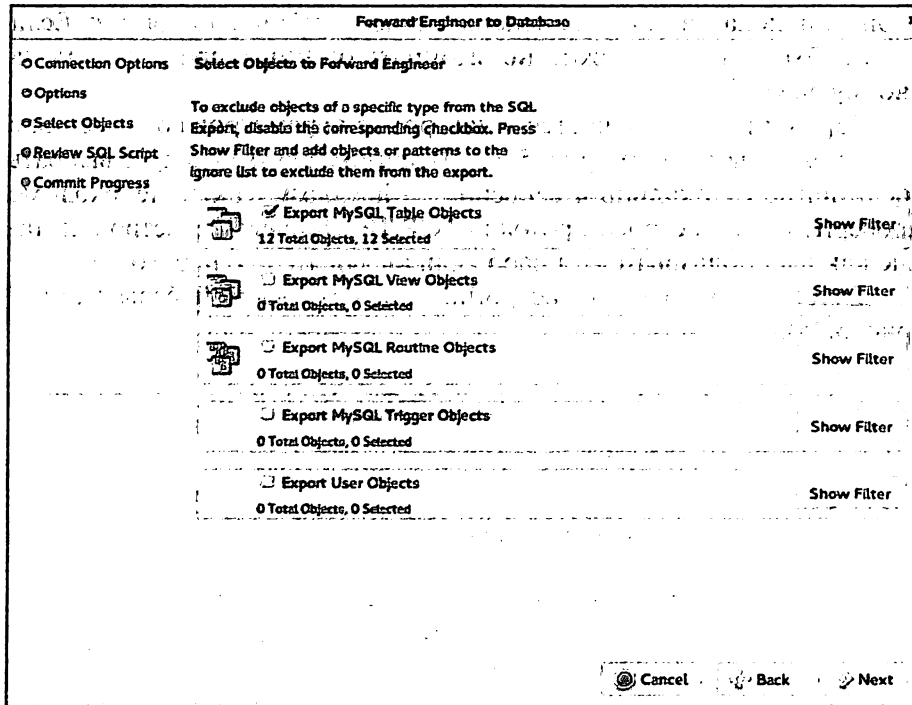 Forward Engineer to Database
Connection Options
Options
Select Objects
Review SQL Script
Commit Progress
Select Objects to Forward Engineer
To exclude objects of a specific type from the SQL
Export, disable the corresponding checkbox. Press
Show Filter and add objects or patterns to the
ignore list to exclude them from the export.
Export MySQL Table Objects
12 Total Objects, 12 Selected
Show Filter
Export MySQL View Objects
0 Total Objects, 0 Selected
Show Filter
Export MySQL Routine Objects
0 Total Objects, 0 Selected
Show Filter
Export MySQL Trigger Objects
0 Total Objects, 0 Selected
Show Filter
Export User Objects
0 Total Objects, 0 Selected
Show Filter
Cancel
Back
Next